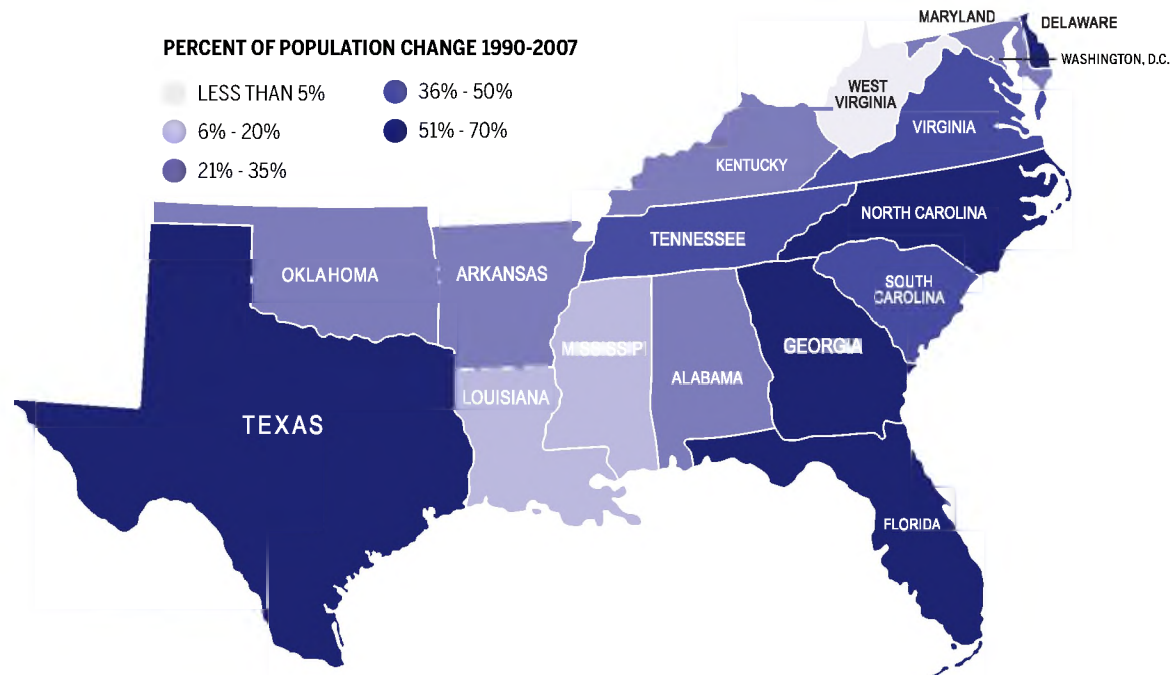 MARYLAND
DELAWARE
PERCENT OF POPULATION CHANGE 1990-2007
WASHINGTON, D.C.
LESS THAN 5%
36% - 50%
6% - 20%
51% - 70%
21% - 35%
WEST
VIRGINIA
VIRGINIA
KENTUCKY
NORTH CAROLINA
TENNESSEE
OKLAHOMA
ARKANSAS
SOUTH
CAROLINA
MISSISSIPI
GEORGIA
ALABAMA
LOUISIANA
TEXAS
FLORIDA